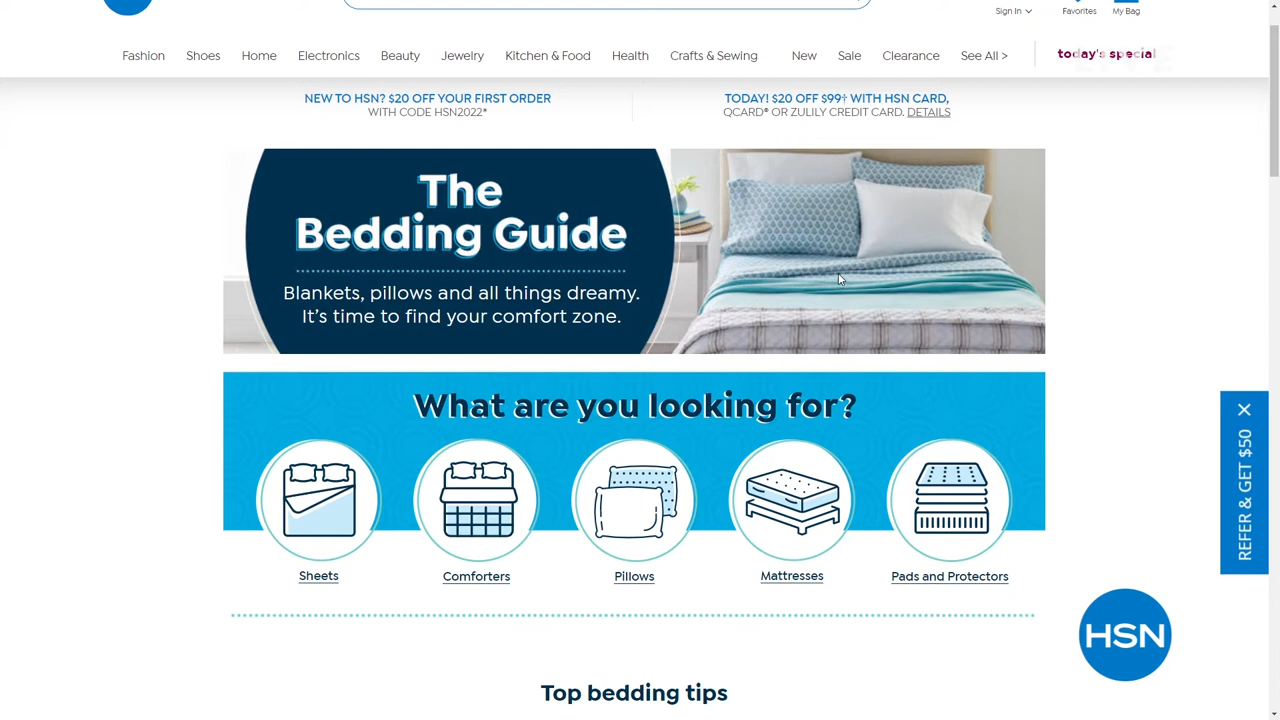 Sign In
Favorites
My Bag
Fashion Shoes Home Electronics Beauty Jewelry Kitchen & Food Health Crafts & Sewing New Sale Clearance See All > today's special
NEW TO HSN? $20 OFF YOUR FIRST ORDER
WITH CODE HSN2022*
TODAY! $20 OFF $99† WITH HSN CARD,
QCARD® OR ZULILY CREDIT CARD. DETAILS
The
Bedding Guide
Blankets, pillows and all things dreamy.
It's time to find your comfort zone.
What are you looking for?
Sheets
Comforters
Pillows
Mattresses
Pads and Protectors
REFER & GET $50
HSN
Top bedding tips